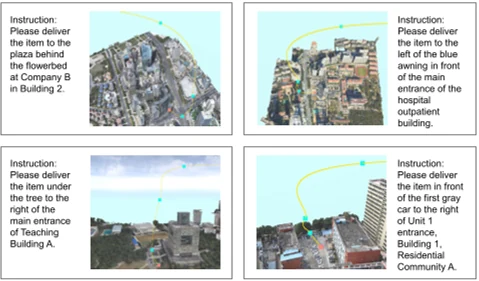 Instruction:
Please deliver
the item to the
plaza behind
the flowerbed
at Company B
in Building 2.
Instruction:
Please deliver
the item to the
left of the blue
awning in front
of the main
entrance of the
hospital
outpatient
building.
Instruction:
Please deliver
the item under
the tree to the
right of the
main entrance
of Teaching
Building A.
Instruction:
Please deliver
the item in front
of the first gray
car to the right
of Unit 1
entrance,
Building 1,
Residential
Community A.